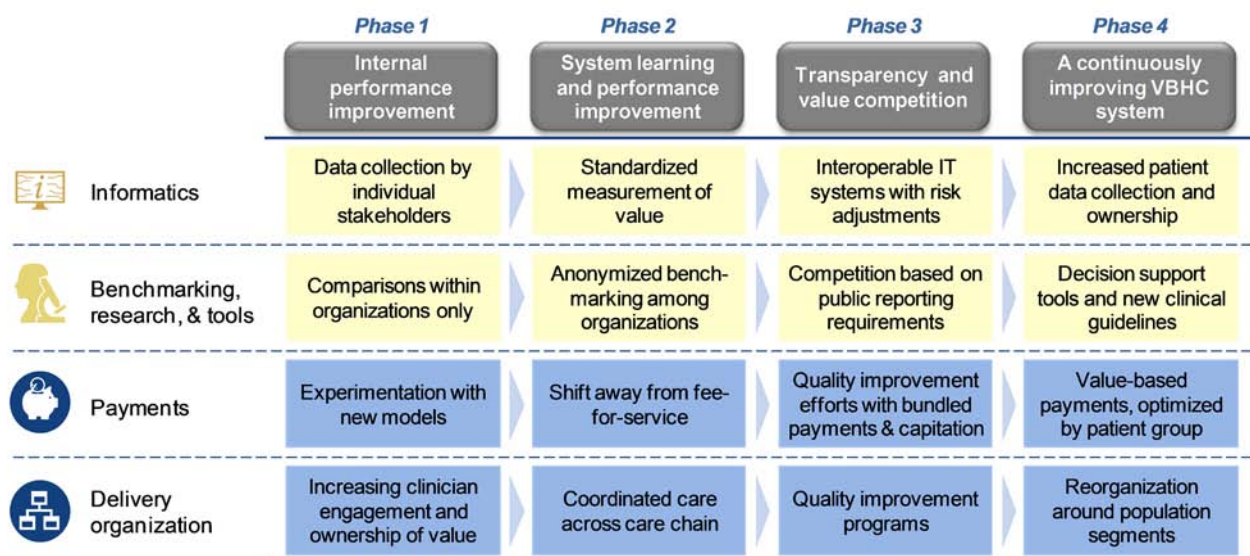 Phase 1
Phase 2
Phase 3
Phase 4
Internal
performance
improvement
System learning
and performance
improvement
Transparency and
value competition
A continuously
improving VBHC
system
Informatics
Data collection by
individual
stakeholders
Standardized
measurement of
value
Interoperable IT
systems with risk
adjustments
Increased patient
data collection and
ownership
Benchmarking,
research, & tools
Comparisons within
organizations only
Anonymized bench-
marking among
organizations
Competition based on
public reporting
requirements
Decision support
tools and new clinical
guidelines
Payments
Experimentation with
new models
Shift away from fee-
for-service
Quality improvement
efforts with bundled
payments & capitation
Value-based
payments, optimized
by patient group
Delivery
organization
Increasing clinician
engagement and
ownership of value
Coordinated care
across care chain
Quality improvement
programs
Reorganization
around population
segments